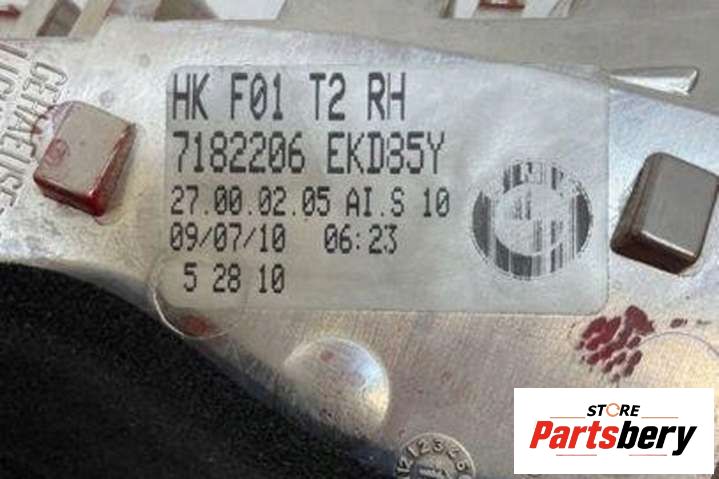 HK F01 T2 RH
7182206 EKD35Y
27.00.02.05 AI.S 10
09/07/10 06:23
5 28 10
STORE
Partsbery